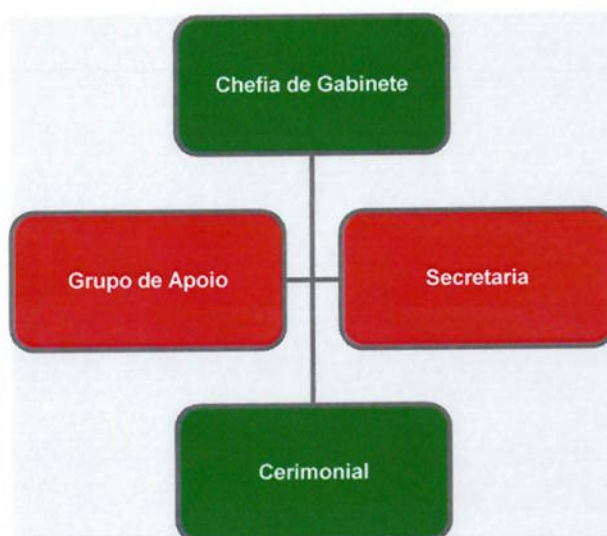 Chefia de Gabinete
Grupo de Apoio
Secretaria
Cerimonial